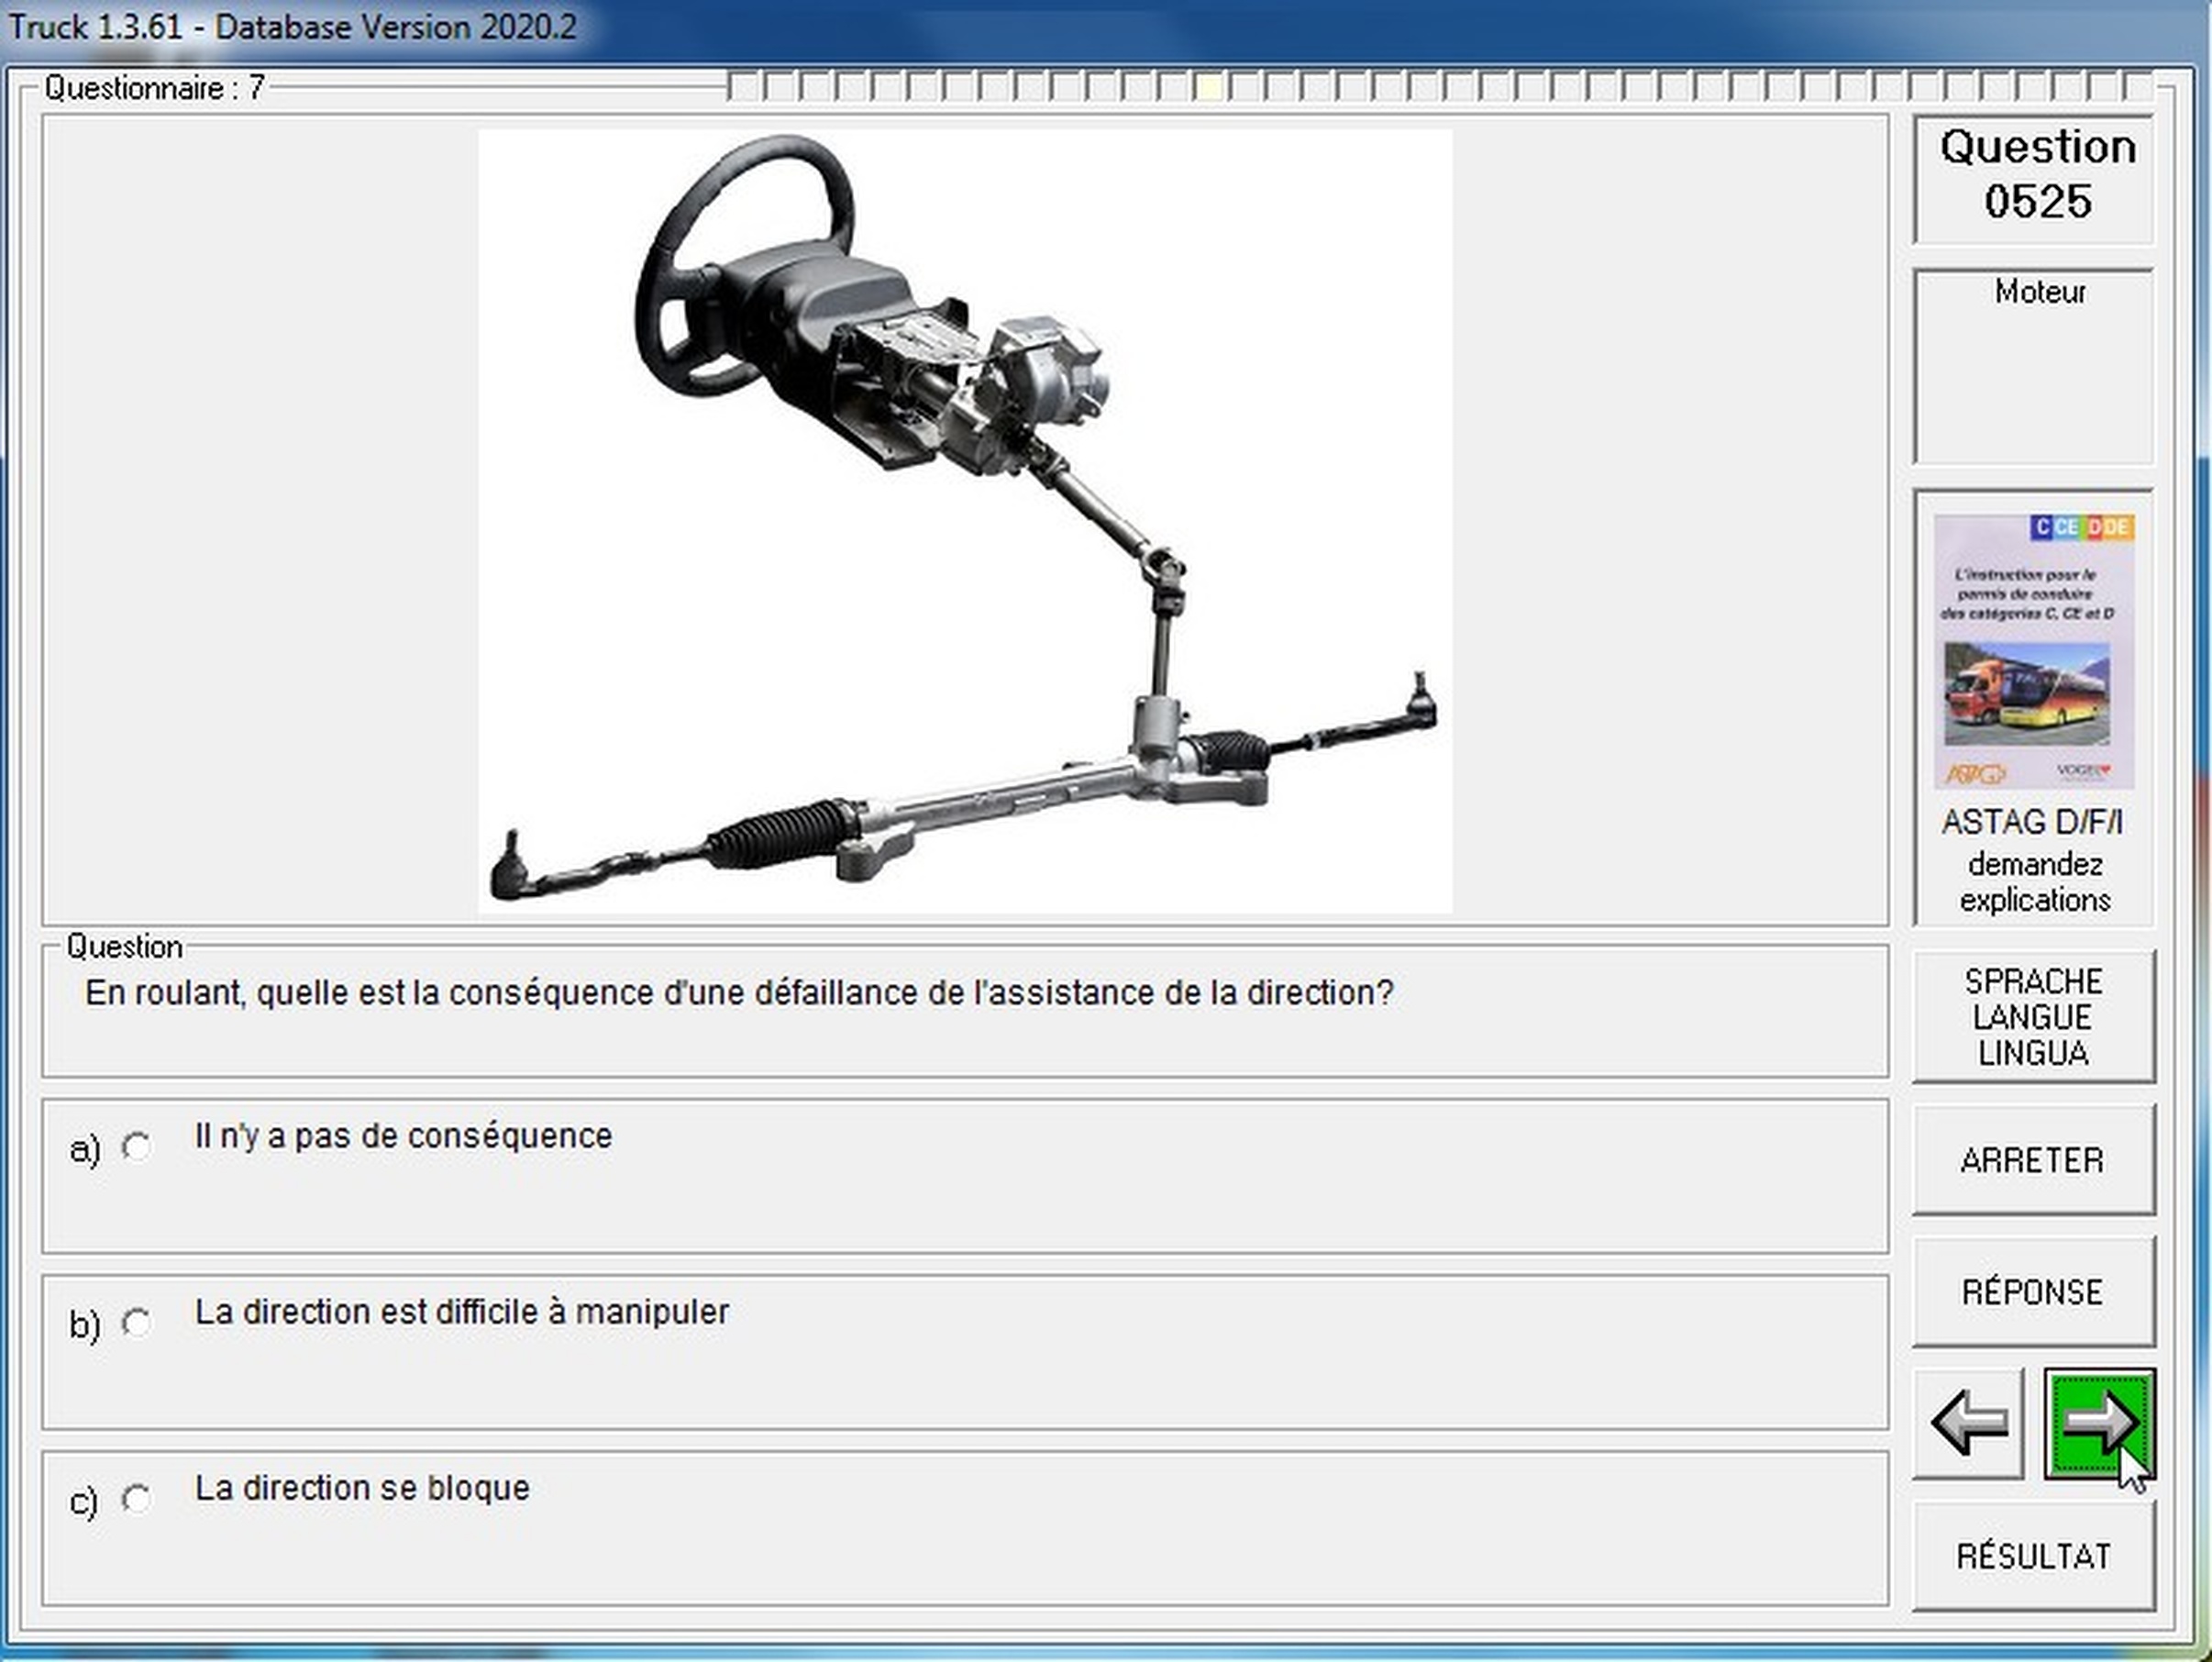 Truck 1.3.61 - Database Version 2020.2
Questionnaire : 7
Question
0525
Moteur
C CE D DE
L'instruction pour le
permis de conduire
des catégories C, CE et D
ASTAG
VOGEL
ASTAG D/F/I
demandez
explications
Question
En roulant, quelle est la conséquence d'une défaillance de l'assistance de la direction?
a) Il n'y a pas de conséquence
b) La direction est difficile à manipuler
c) La direction se bloque
SPRACHE
LANGUE
LINGUA
ARRETER
RÉPONSE
RÉSULTAT